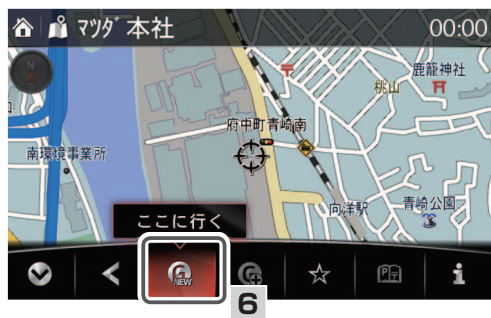 マツダ本社 00:00
N
鹿籠神社
桃山
府中町青崎南
南環境事業所
向洋駅
青崎公園
ここに行く
G NEW
G
P
i
6